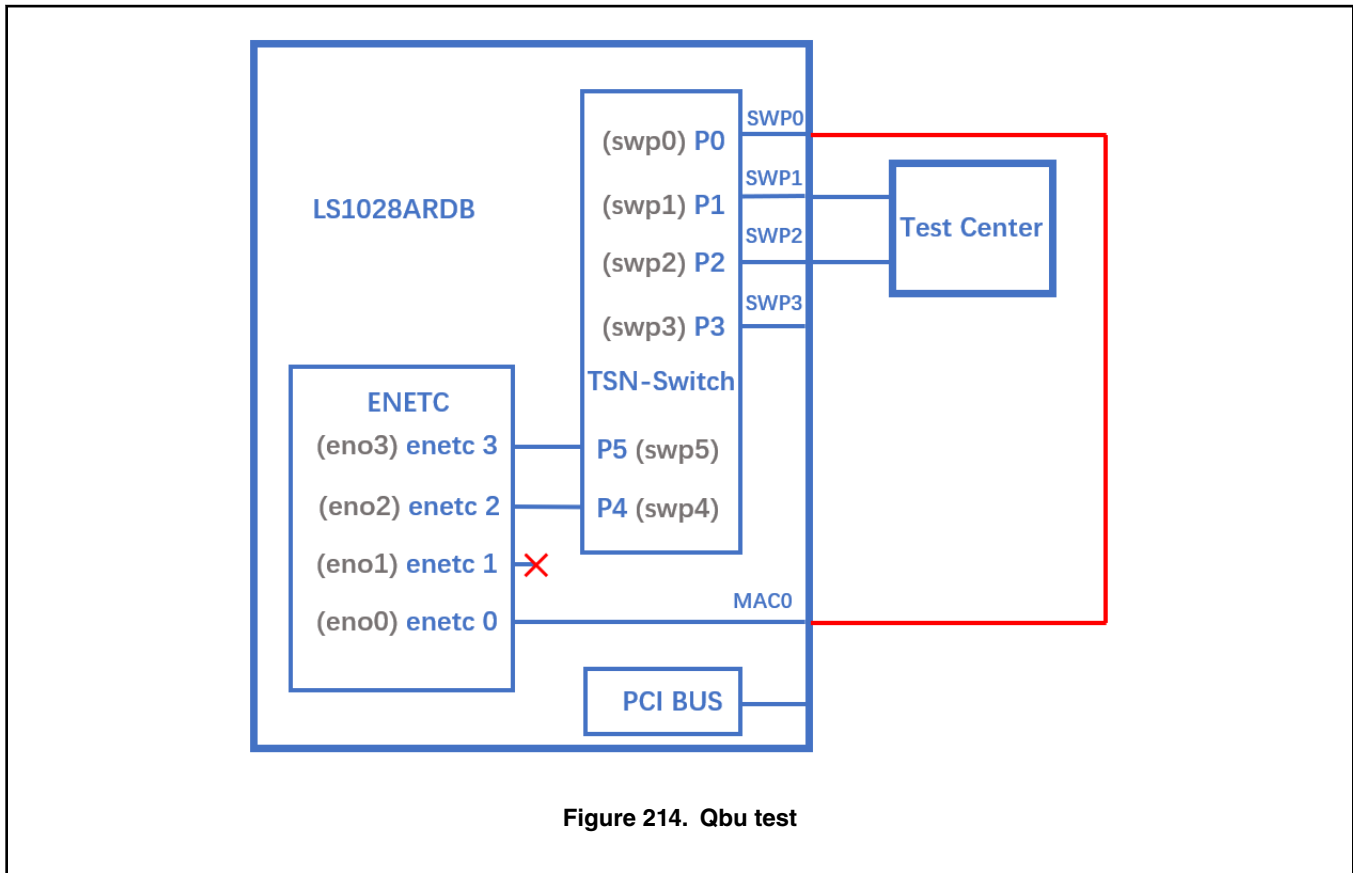 SWP0
(swp0) P0
SWP1
(swp1) P1
LS1028ARDB
Test Center
SWP2
(swp2) P2
SWP3
(swp3) P3
TSN-Switch
ENETC
(eno3) enetc 3
P5 (swp5)
(eno2) enetc 2
P4 (swp4)
(eno1) enetc 1
MAC0
(eno0) enetc 0
PCI BUS
Figure 214. Qbu test